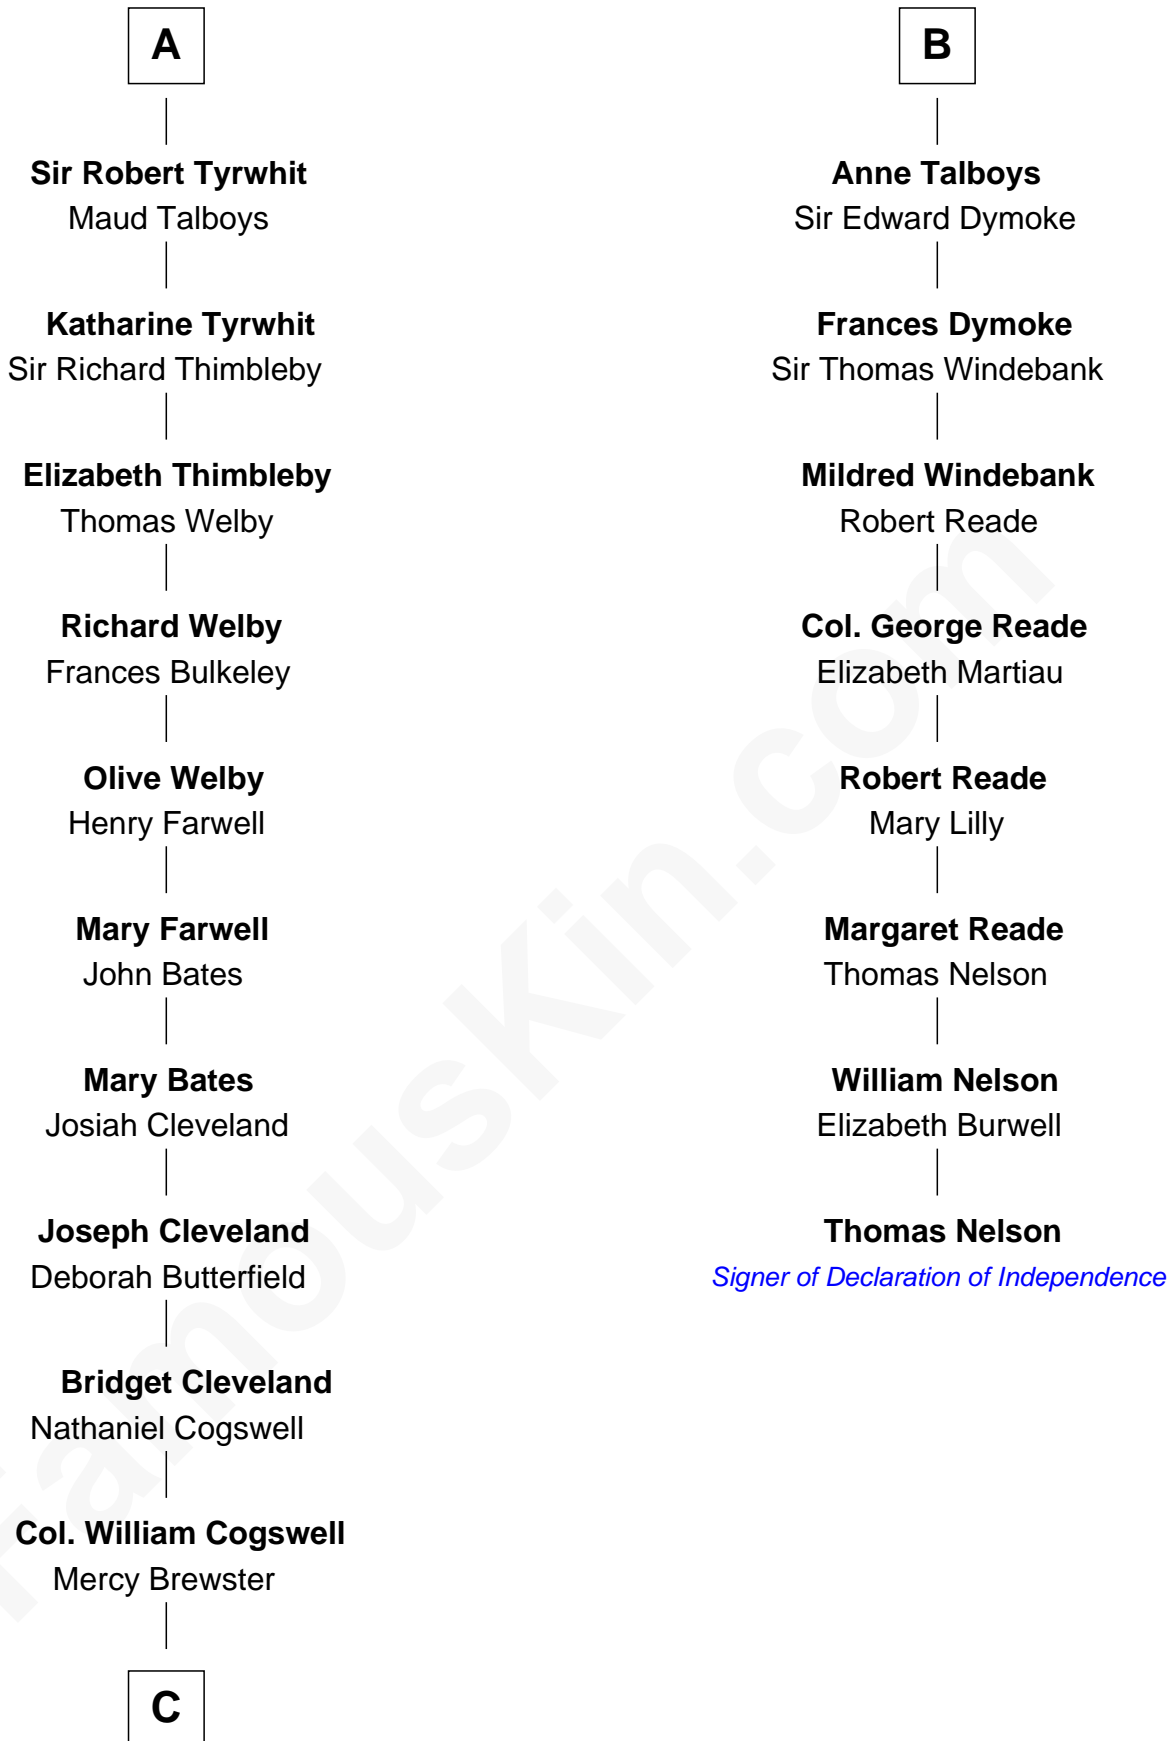 A
Sir Robert Tyrwhit
Maud Talboys
Katharine Tyrwhit
Sir Richard Thimbleby
Elizabeth Thimbleby
Thomas Welby
Richard Welby
Frances Bulkeley
Olive Welby
Henry Farwell
Mary Farwell
John Bates
Mary Bates
Josiah Cleveland
Joseph Cleveland
Deborah Butterfield
Bridget Cleveland
Nathaniel Cogswell
Col. William Cogswell
Mercy Brewster
C
B
Anne Talboys
Sir Edward Dymoke
Frances Dymoke
Sir Thomas Windebank
Mildred Windebank
Robert Reade
Col. George Reade
Elizabeth Martiau
Robert Reade
Mary Lilly
Margaret Reade
Thomas Nelson
William Nelson
Elizabeth Burwell
Thomas Nelson
Signer of Declaration of Independence
FamousKin.com